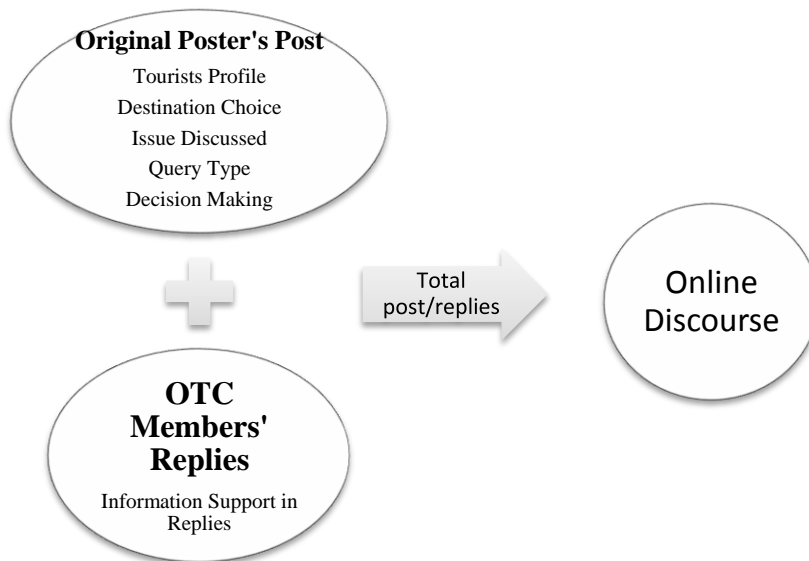 Original Poster's Post
Tourists Profile
Destination Choice
Issue Discussed
Query Type
Decision Making
Total
post/replies
Online
Discourse
OTC
Members'
Replies
Information Support in
Replies